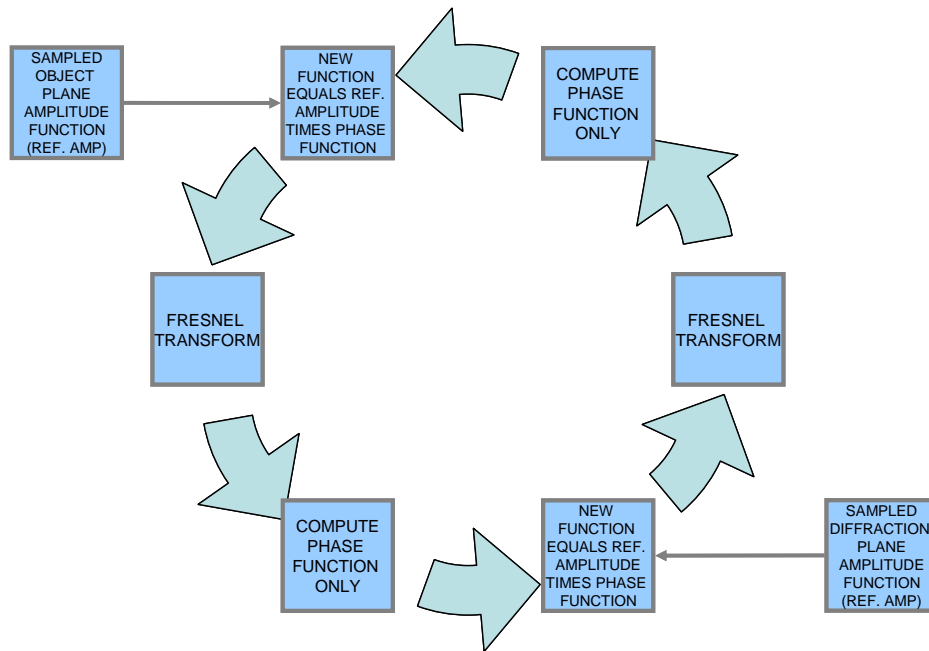 SAMPLED
OBJECT
PLANE
AMPLITUDE
FUNCTION
(REF. AMP)
NEW
FUNCTION
EQUALS REF.
AMPLITUDE
TIMES PHASE
FUNCTION
COMPUTE
PHASE
FUNCTION
ONLY
FRESNEL
TRANSFORM
FRESNEL
TRANSFORM
COMPUTE
PHASE
FUNCTION
ONLY
NEW
FUNCTION
EQUALS REF.
AMPLITUDE
TIMES PHASE
FUNCTION
SAMPLED
DIFFRACTION
PLANE
AMPLITUDE
FUNCTION
(REF. AMP)